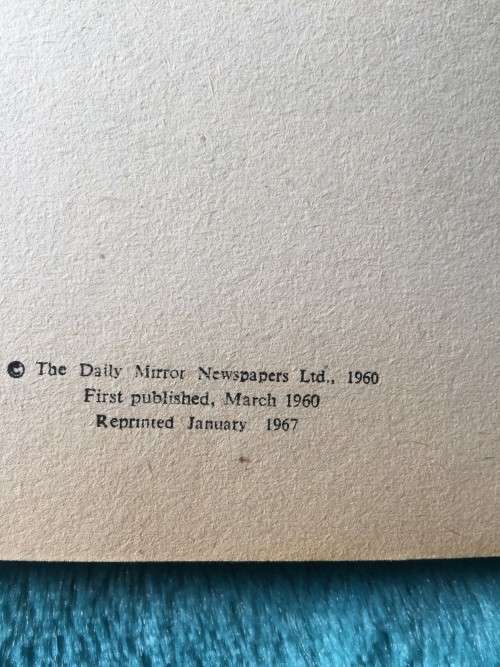 © The Daily Mirror Newspapers Ltd., 1960
First published, March 1960
Reprinted January 1967